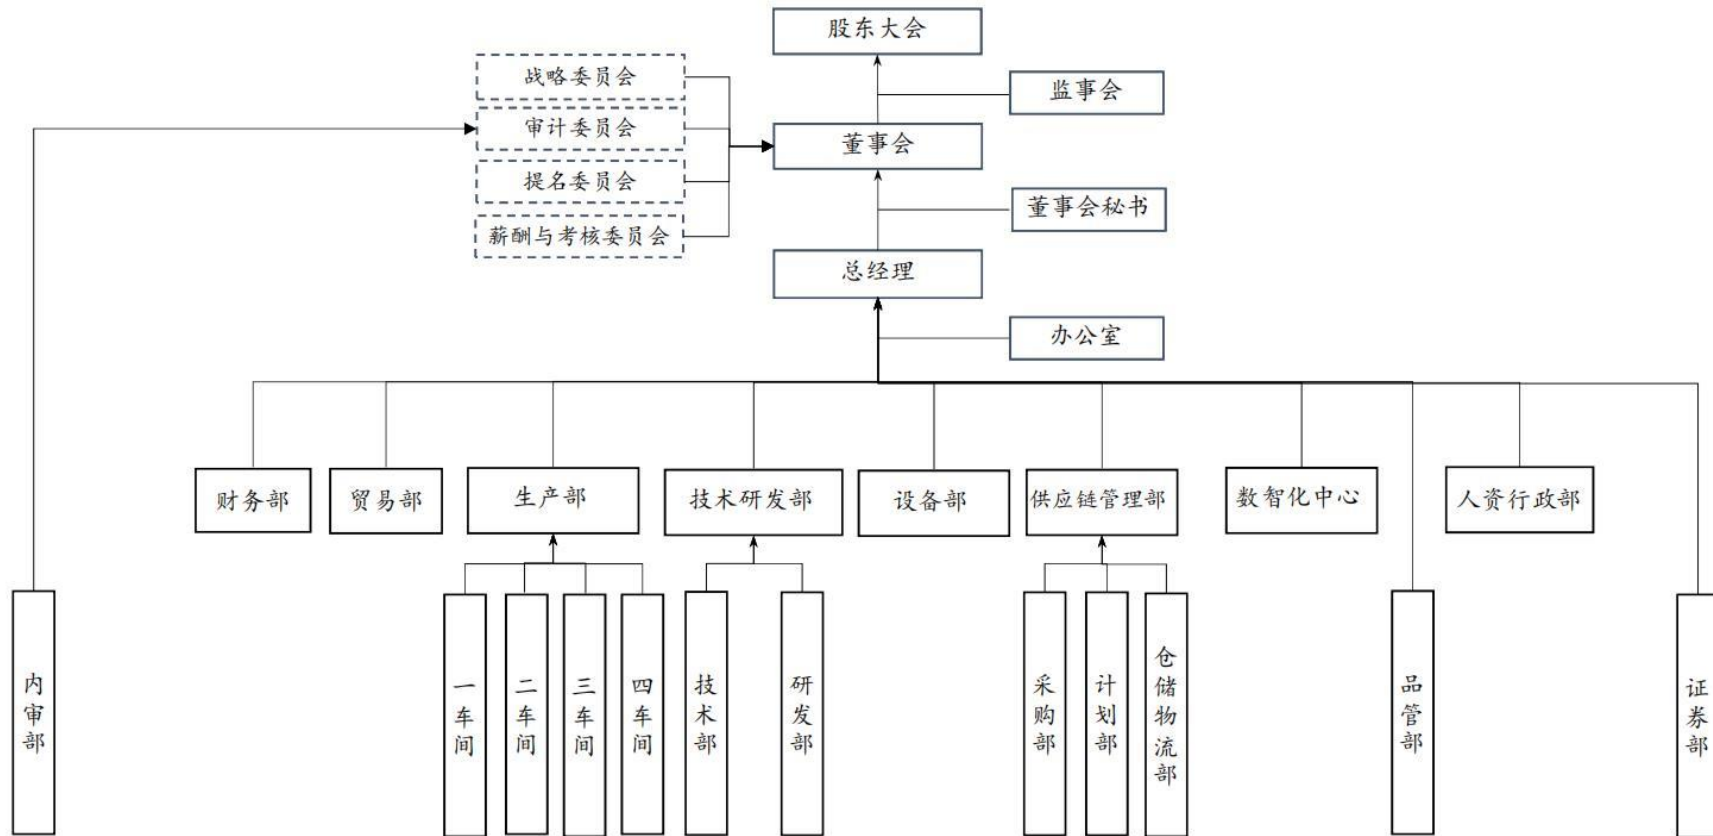 股东大会
战略委员会
监事会
审计委员会
董事会
提名委员会
董事会秘书
薪酬与考核委员会
总经理
办公室
财务部
贸易部
生产部
技术研发部
设备部
供应链管理部
数智化中心
人资行政部
内审部
一车间
二车间
三车间
四车间
技术部
研发部
采购部
计划部
仓储物流部
品管部
证券部